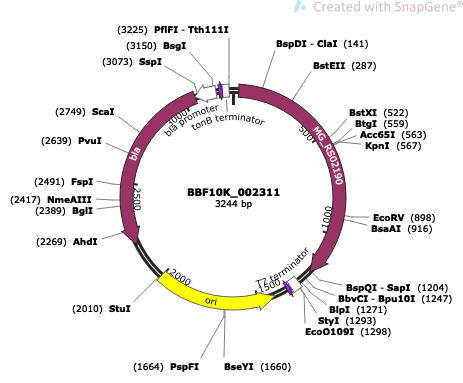 Created with SnapGene®
(3225) PflFI - Tth111I
(3150) BsgI
(3073) SspI
BspDI - ClaI (141)
BstEII (287)
(2749) ScaI
(2639) PvuI
(2491) FspI
(2417) NmeAIII
(2389) BglI
(2269) AhdI
BstXI (522)
BtgI (559)
Acc65I (563)
KpnI (567)
EcoRV (898)
BsaAI (916)
BspQI - SapI (1204)
BbvCI - Bpu10I (1247)
BlpI (1271)
StyI (1293)
EcoO109I (1298)
(2010) StuI
(1664) PspFI
BseYI (1660)
BBF10K_002311
3244 bp
bla promoter
tonB terminator
MG_RS02190
T7 terminator
ori
bla
500
1000
1500
2000
2500
3000